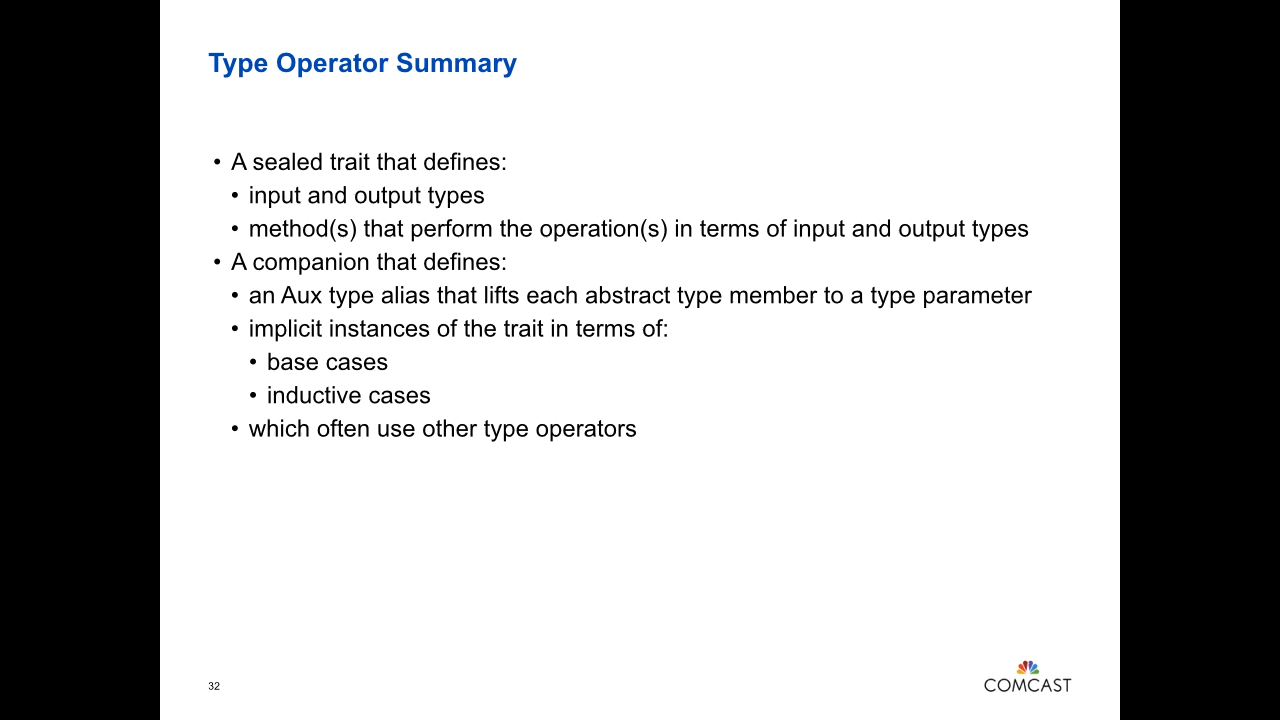 Type Operator Summary
• A sealed trait that defines:
• input and output types
• method(s) that perform the operation(s) in terms of input and output types
• A companion that defines:
• an Aux type alias that lifts each abstract type member to a type parameter
• implicit instances of the trait in terms of:
• base cases
• inductive cases
• which often use other type operators
32
COMCAST